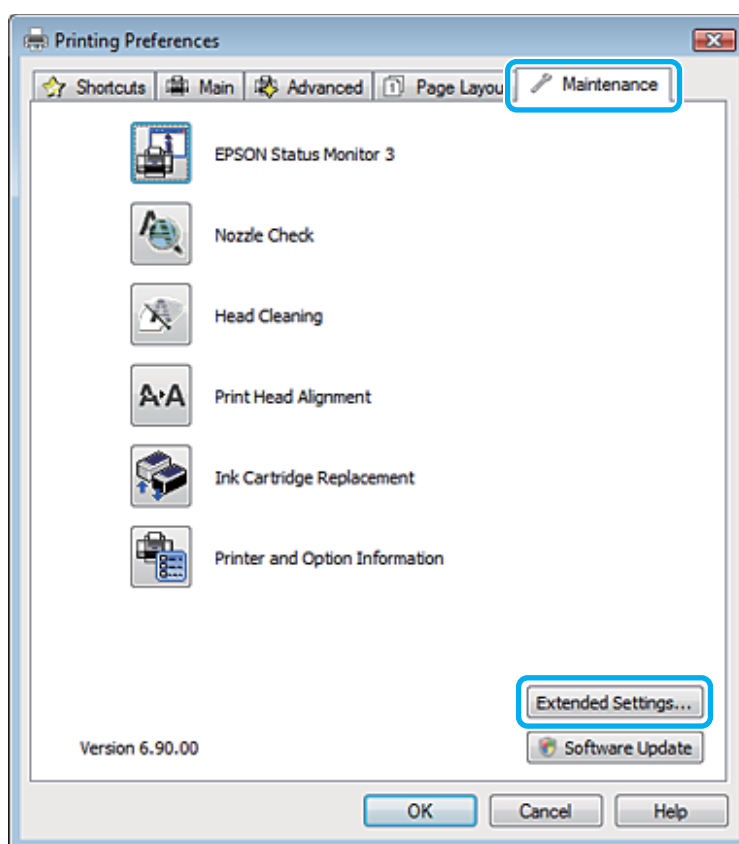 Printing Preferences
Shortcuts Main Advanced Page Layou Maintenance
EPSON Status Monitor 3
Nozzle Check
Head Cleaning
A A Print Head Alignment
Ink Cartridge Replacement
Printer and Option Information
Extended Settings...
Version 6.90.00 Software Update
OK Cancel Help